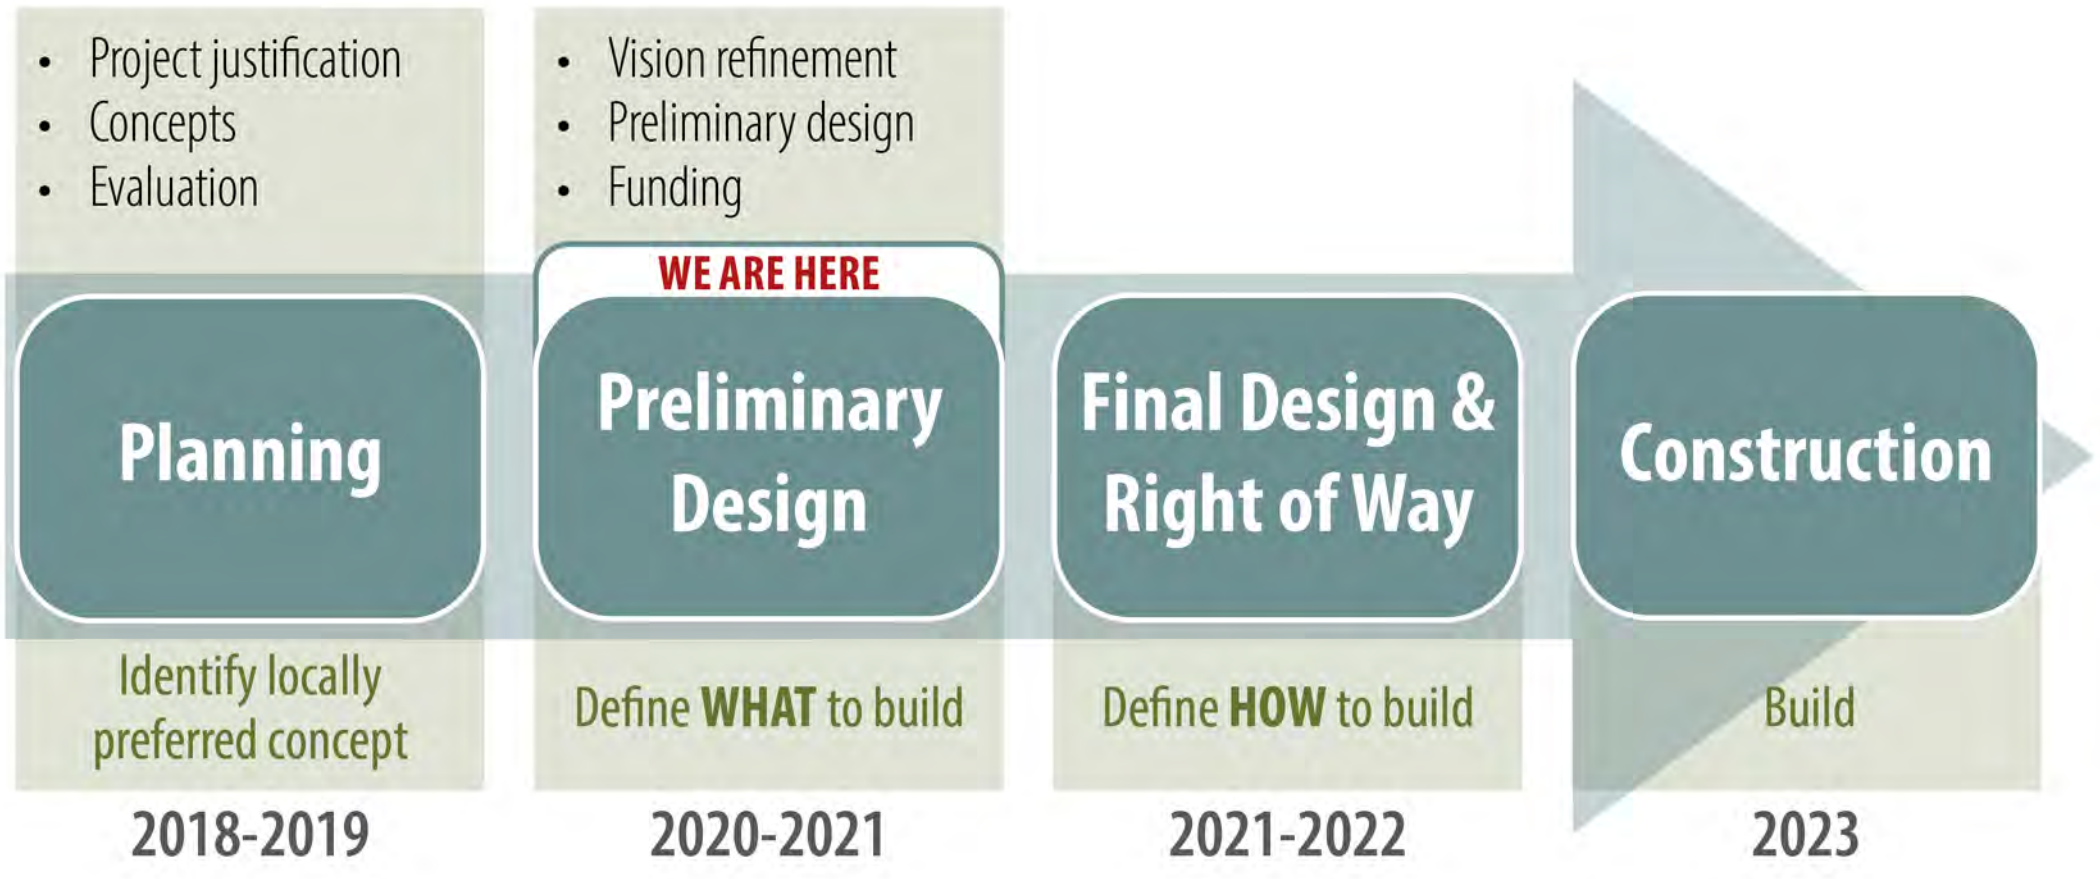 • Project justification
• Concepts
• Evaluation
• Vision refinement
• Preliminary design
• Funding
WE ARE HERE
Planning
Preliminary
Design
Final Design &
Right of Way
Construction
Identify locally
preferred concept
Define WHAT to build
Define HOW to build
Build
2018-2019
2020-2021
2021-2022
2023